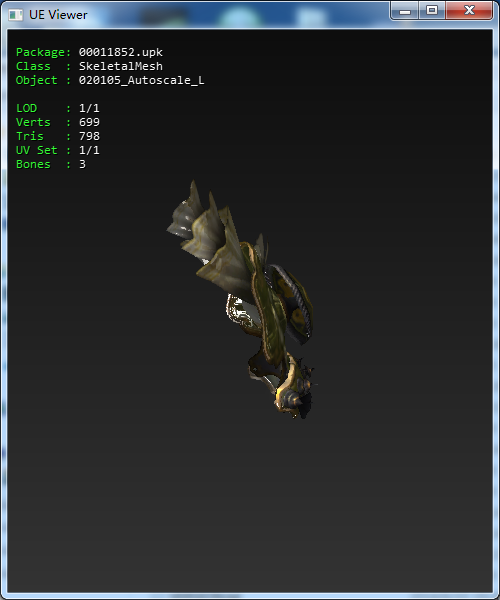 UE Viewer
Package: 00011852.upk
Class : SkeletalMesh
Object : 020105_Autoscale_L
LOD : 1/1
Verts : 699
Tris : 798
UV Set : 1/1
Bones : 3